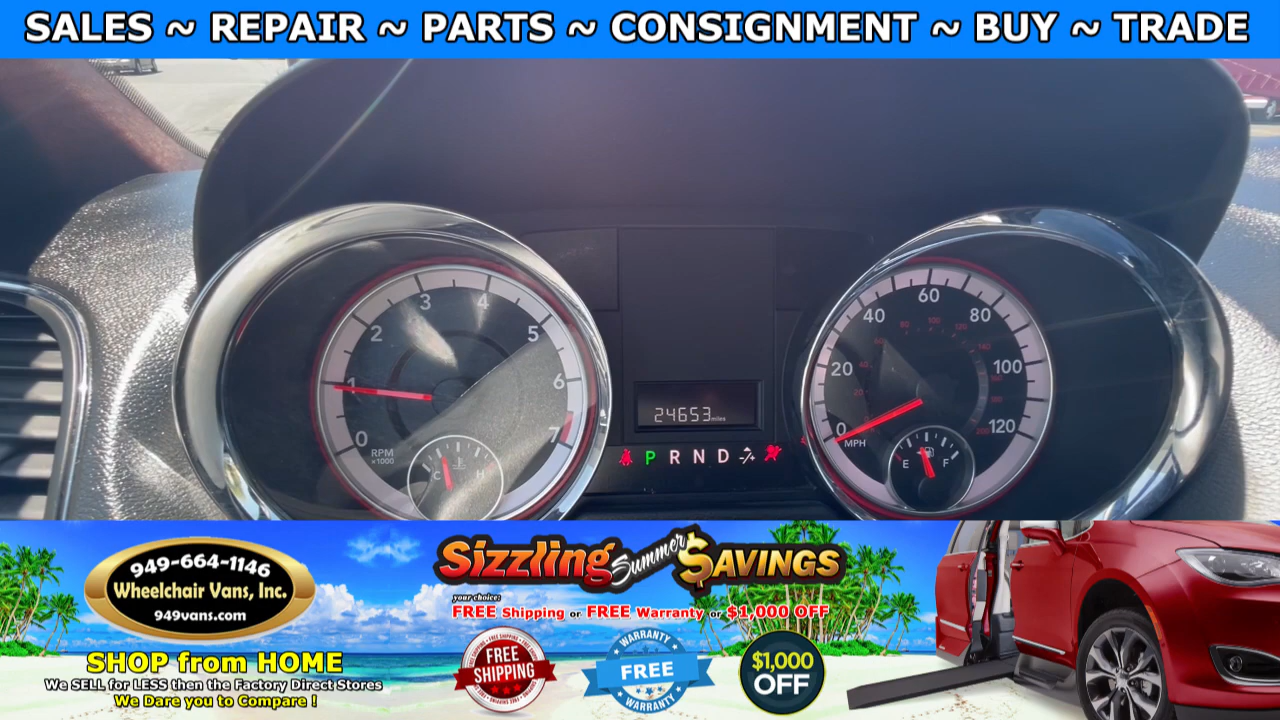 SALES ~ REPAIR ~ PARTS ~ CONSIGNMENT ~ BUY ~ TRADE
0 1 2 3 4 5 6 7
RPM
×1000
C H
24653 miles
P R N D
0 20 40 60 80 100 120
MPH
E F
949-664-1146
Wheelchair Vans, Inc.
949vans.com
SHOP from HOME
We SELL for LESS then the Factory Direct Stores
We Dare you to Compare !
Sizzling Summer $AVINGS
your choice:
FREE Shipping or FREE Warranty or $1,000 OFF
FREE
SHIPPING
WARRANTY
FREE
WARRANTY
$1,000
OFF